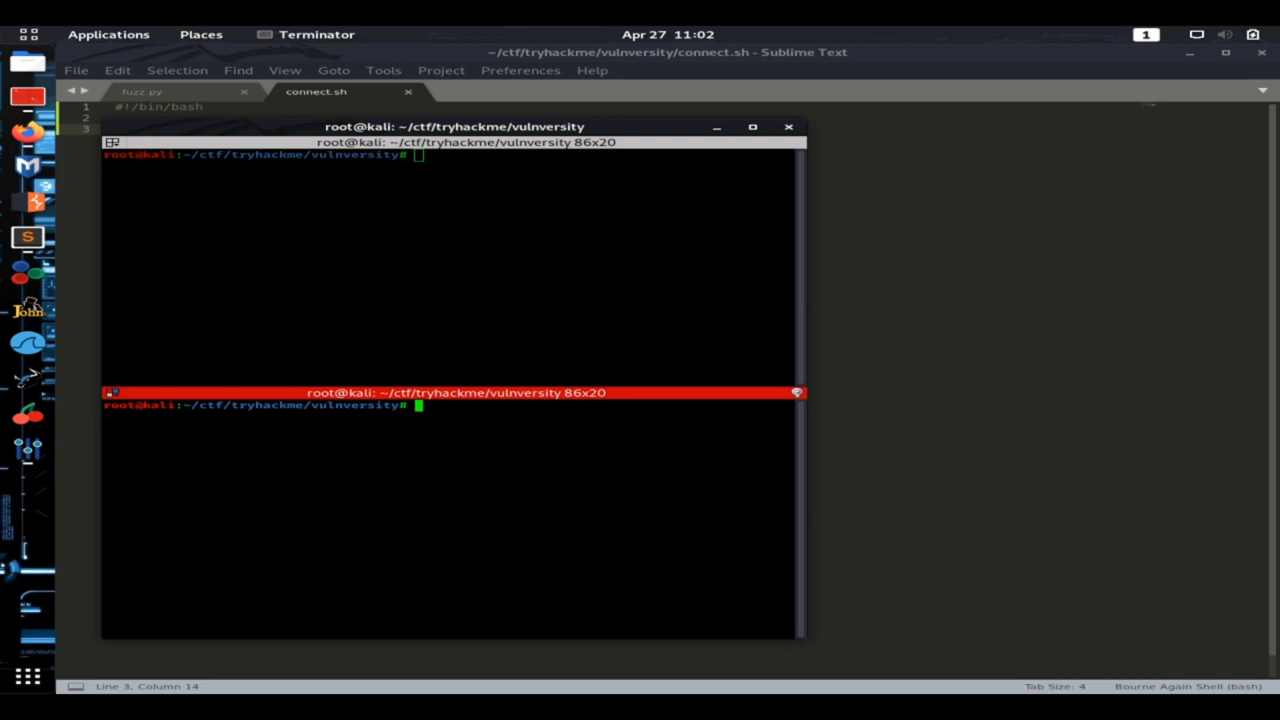 Applications Places Terminator Apr 27 11:02 1
~/ctf/tryhackme/vulnversity/connect.sh - Sublime Text
File Edit Selection Find View Goto Tools Project Preferences Help
fuzz.py connect.sh
1 #!/bin/bash
2
3
root@kali: ~/ctf/tryhackme/vulnversity
root@kali: ~/ctf/tryhackme/vulnversity 86x20
root@kali:~/ctf/tryhackme/vulnversity#
root@kali: ~/ctf/tryhackme/vulnversity 86x20
root@kali:~/ctf/tryhackme/vulnversity#
S
John
Line 3, Column 14 Tab Size: 4 Bourne Again Shell (bash)